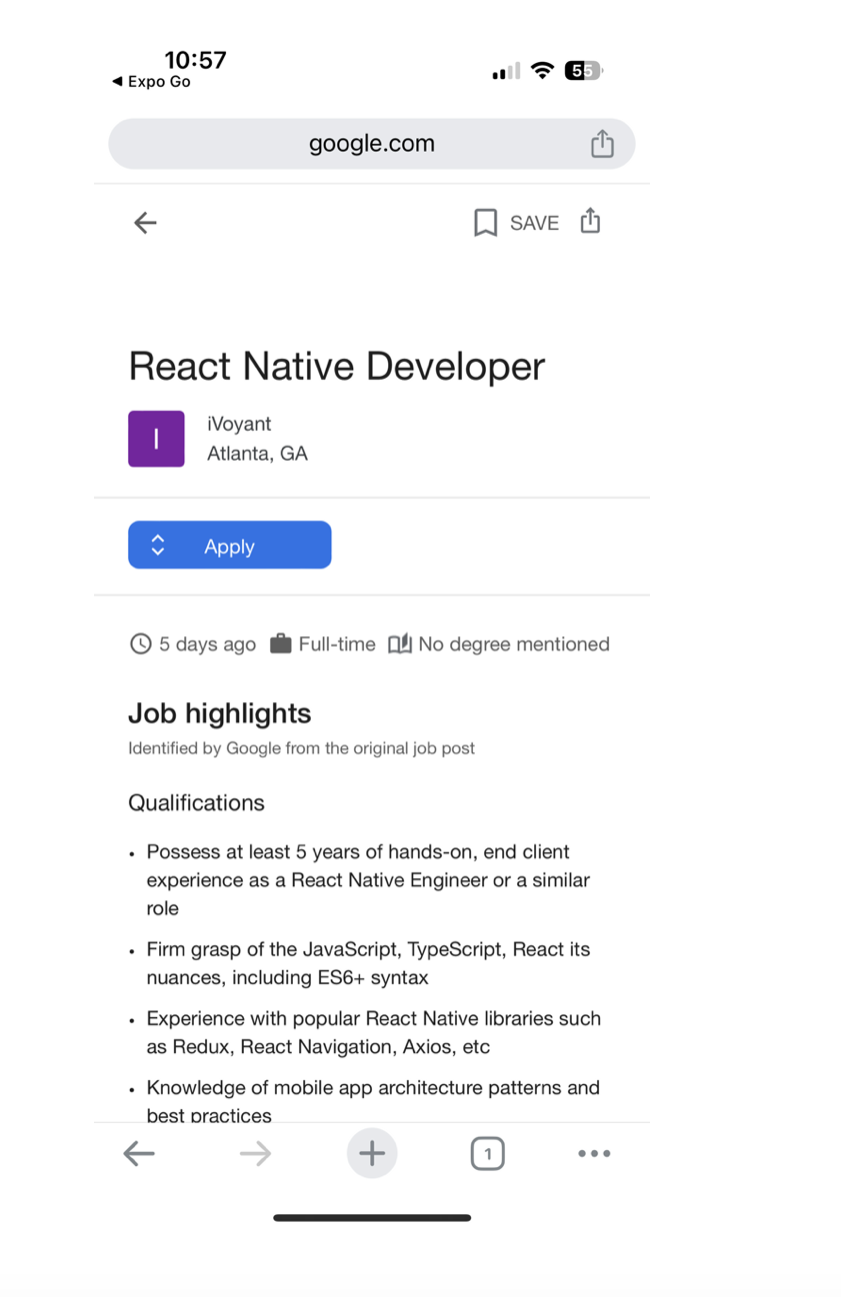 10:57
◀ Expo Go
55
google.com
SAVE
React Native Developer
I
iVoyant
Atlanta, GA
Apply
5 days ago Full-time No degree mentioned
Job highlights
Identified by Google from the original job post
Qualifications
• Possess at least 5 years of hands-on, end client
experience as a React Native Engineer or a similar
role
• Firm grasp of the JavaScript, TypeScript, React its
nuances, including ES6+ syntax
• Experience with popular React Native libraries such
as Redux, React Navigation, Axios, etc
• Knowledge of mobile app architecture patterns and
best practices
1